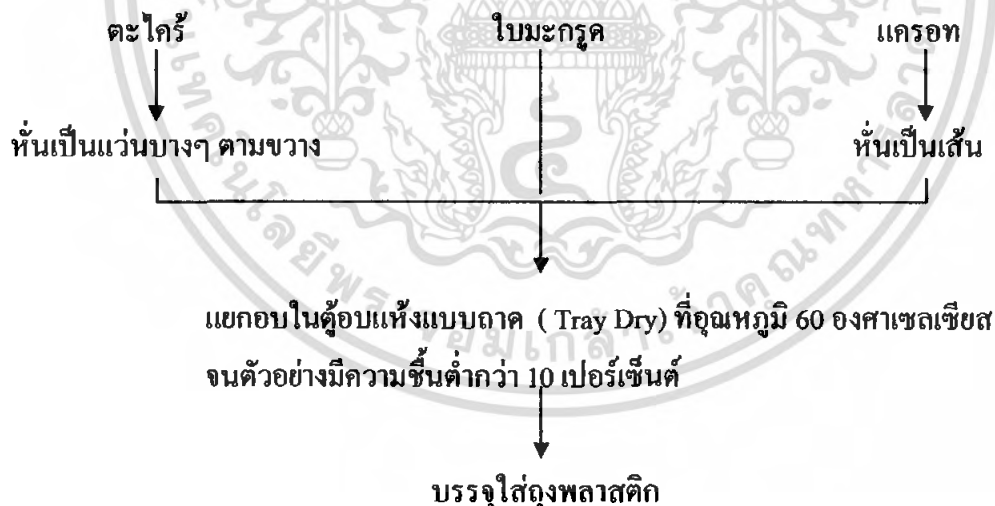 ตะไคร้ ใบมะกรูด แครอท
หั่นเป็นแว่นบางๆ ตามขวาง หั่นเป็นเส้น
แยกอบในตู้อบแห้งแบบถาด ( Tray Dry) ที่อุณหภูมิ 60 องศาเซลเซียส
จนตัวอย่างมีความชื้นต่ำกว่า 10 เปอร์เซ็นต์
บรรจุใส่ถุงพลาสติก